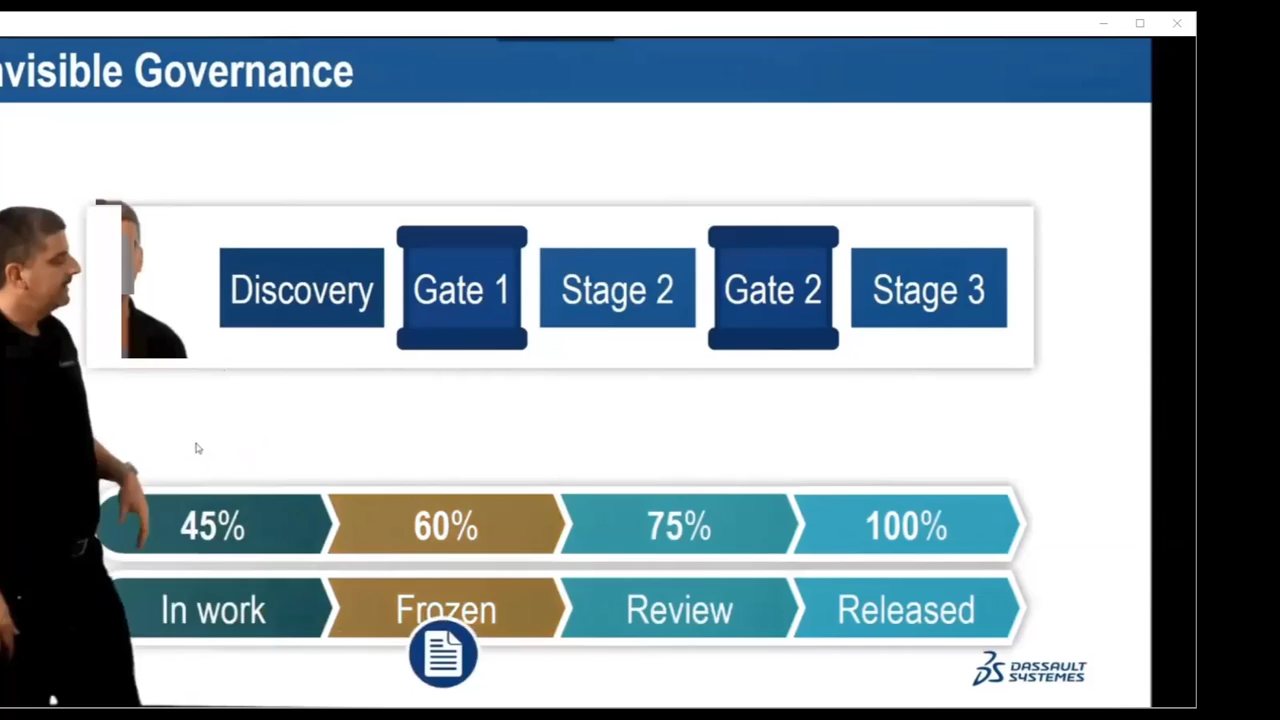 nvisible Governance
Discovery Gate 1 Stage 2 Gate 2 Stage 3
45% 60% 75% 100%
In work Frozen Review Released
DASSAULT
SYSTEMES